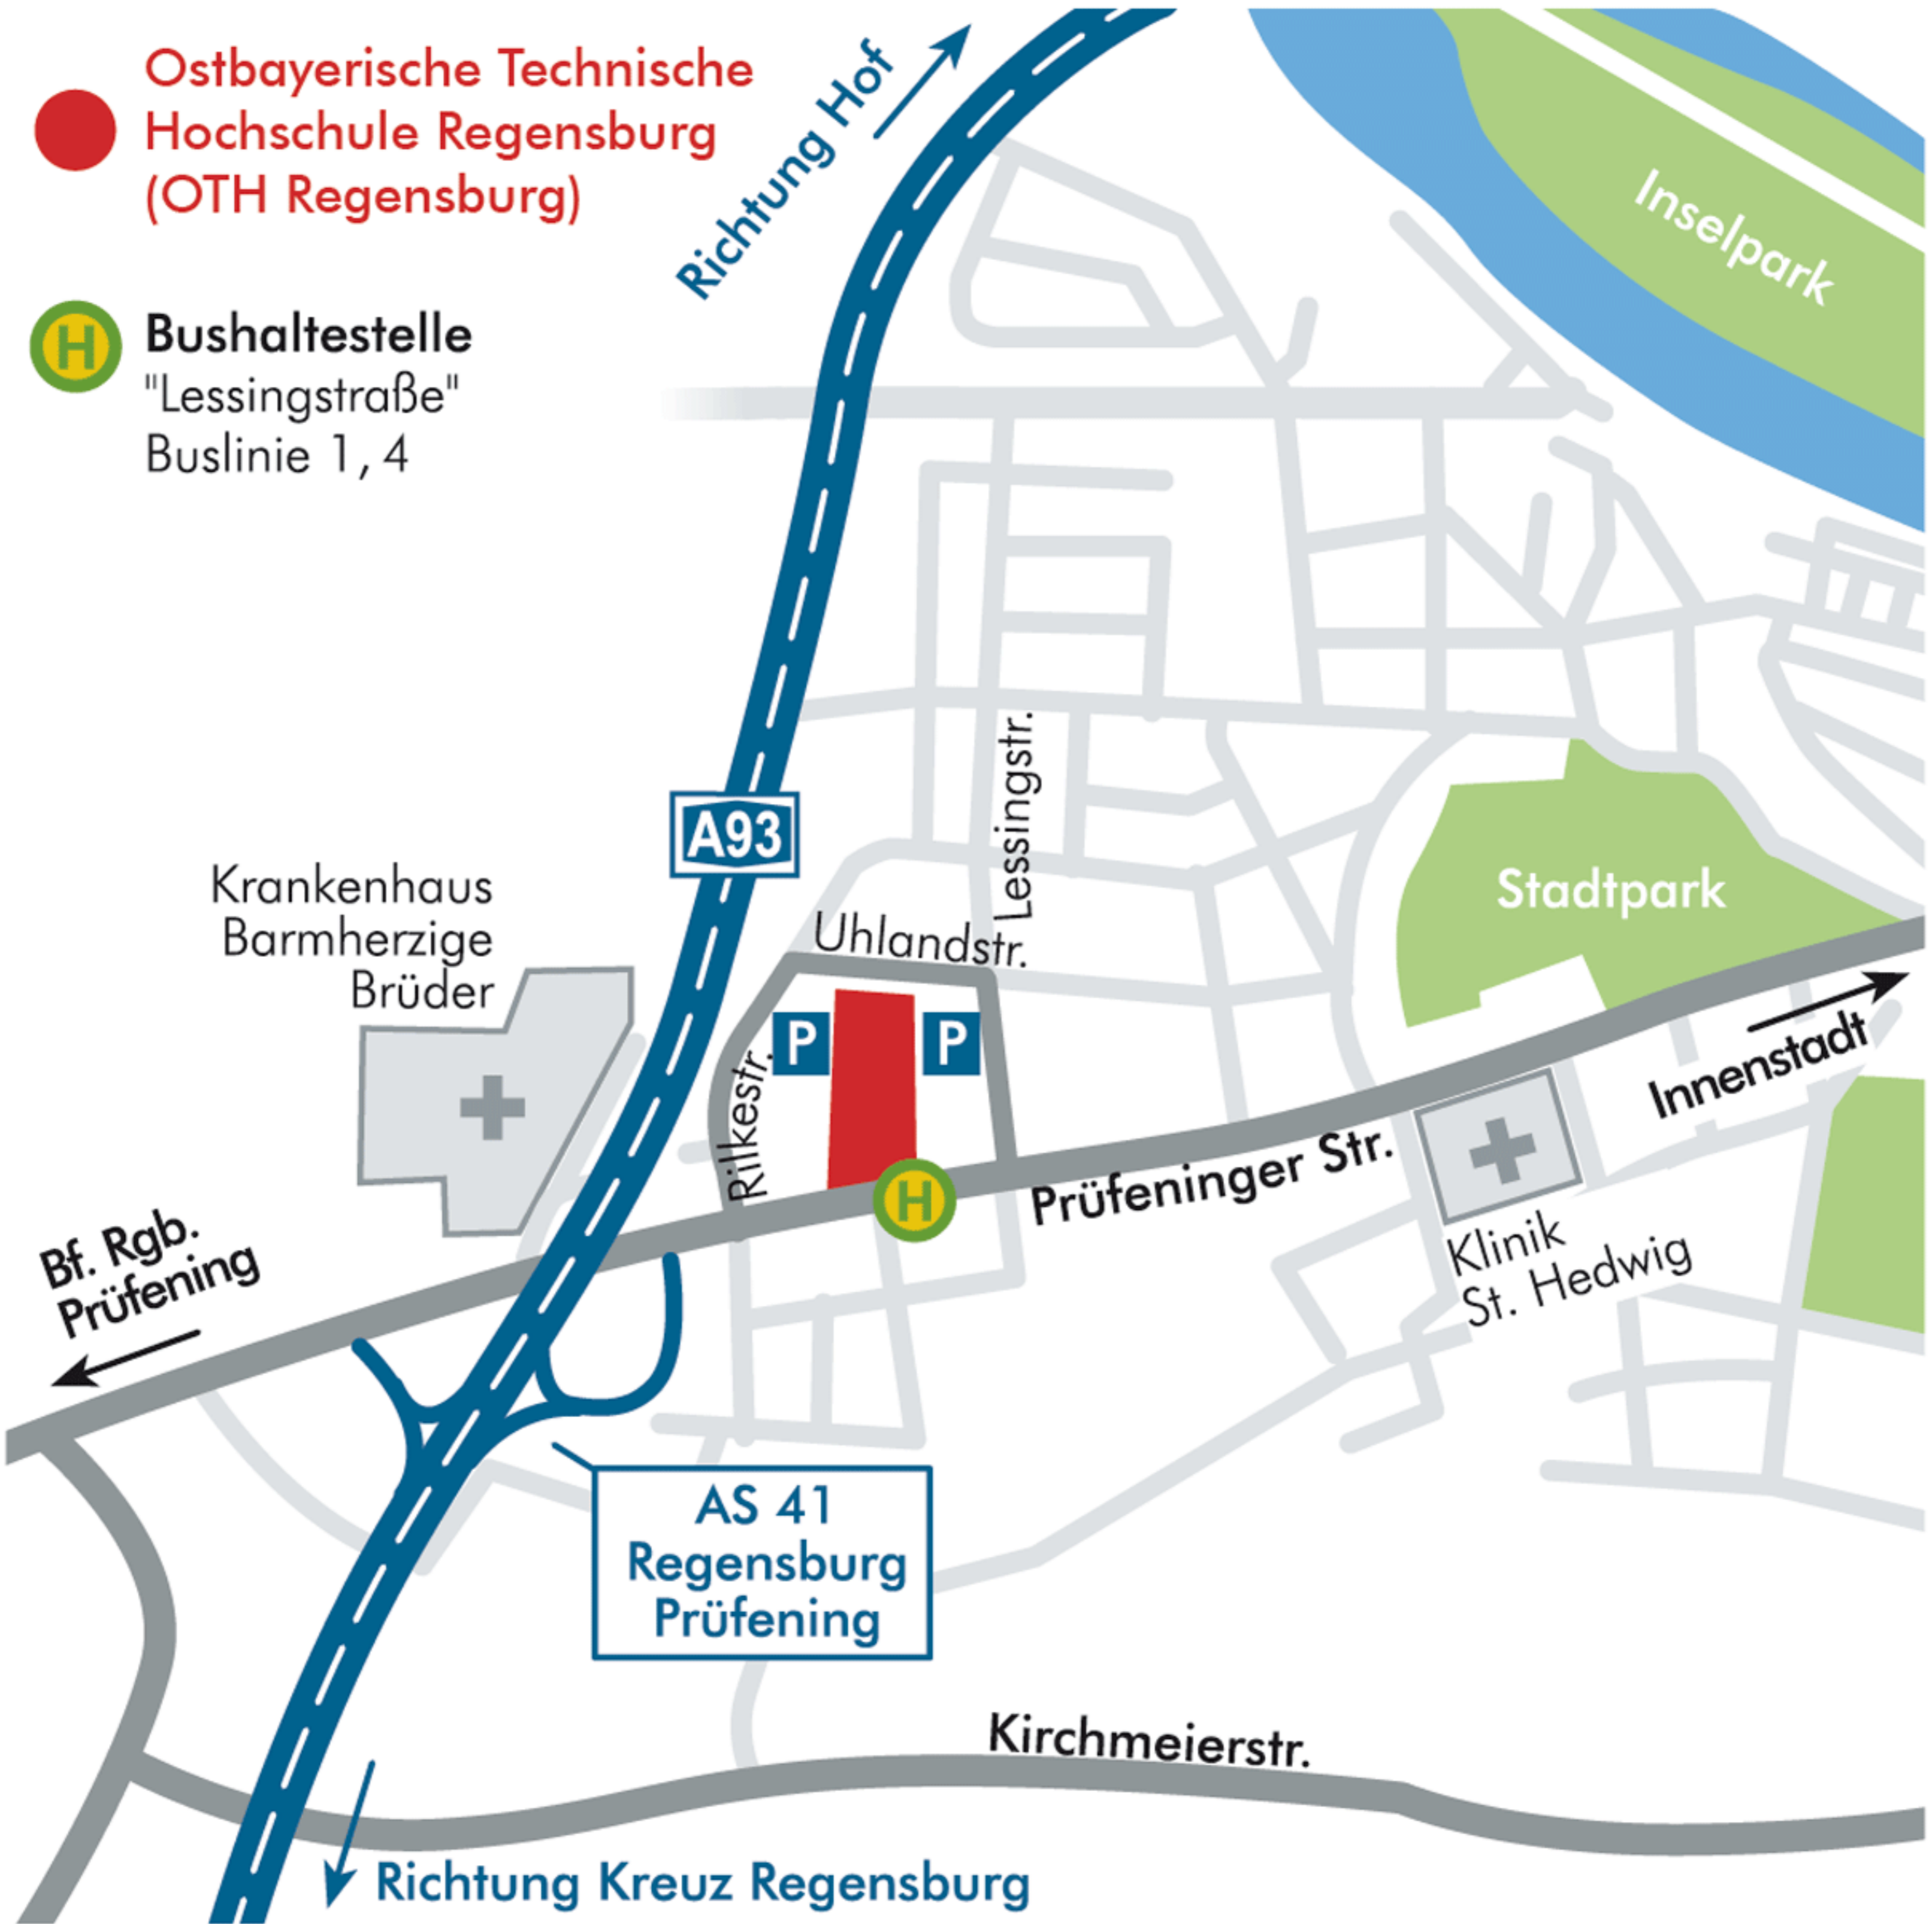 Ostbayerische Technische
Hochschule Regensburg
(OTH Regensburg)
H
Bushaltestelle
"Lessingstraße"
Buslinie 1, 4
Richtung Hof
Inselpark
A93
Lessingstr.
Stadtpark
Krankenhaus
Barmherzige
Brüder
Uhlandstr.
P
P
Rilkestr.
H
Prüfeninger Str.
Innenstadt
Klinik
St. Hedwig
Bf. Rgb.
Prüfening
AS 41
Regensburg
Prüfening
Kirchmeierstr.
Richtung Kreuz Regensburg